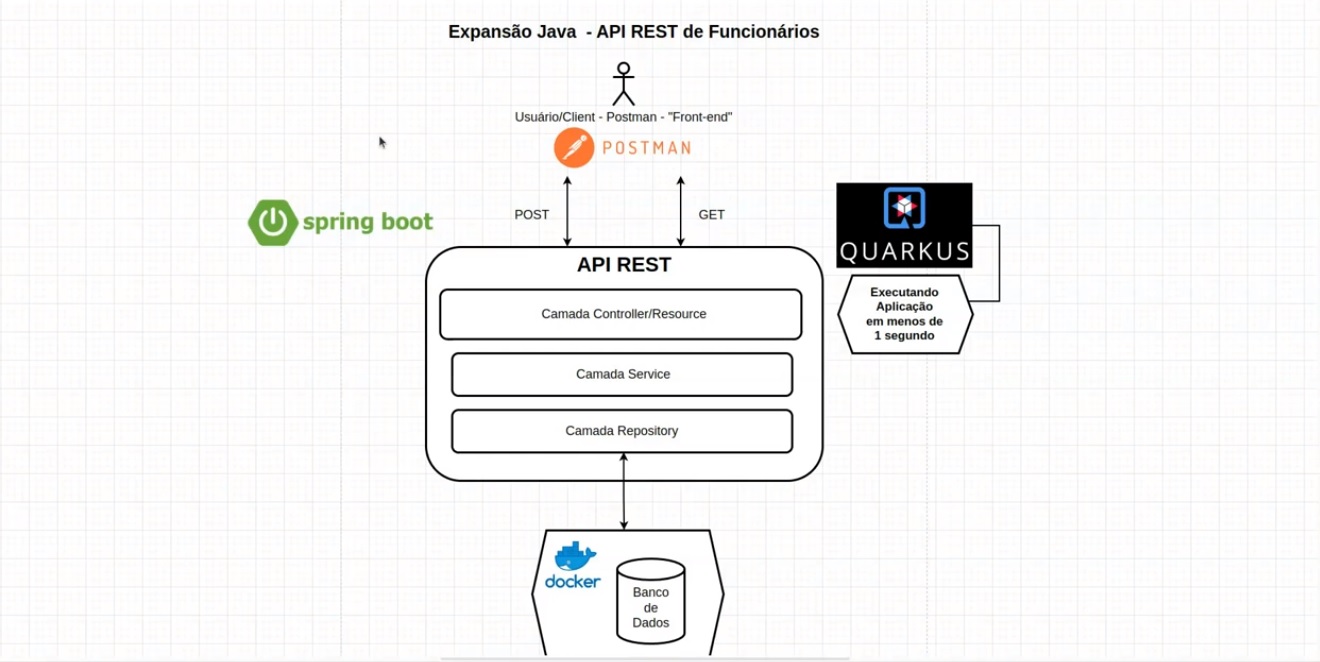 Expansão Java - API REST de Funcionários
Usuário/Client - Postman - "Front-end"
POSTMAN
spring boot
POST
GET
QUARKUS
Executando
Aplicação
em menos de
1 segundo
API REST
Camada Controller/Resource
Camada Service
Camada Repository
docker
Banco
de
Dados